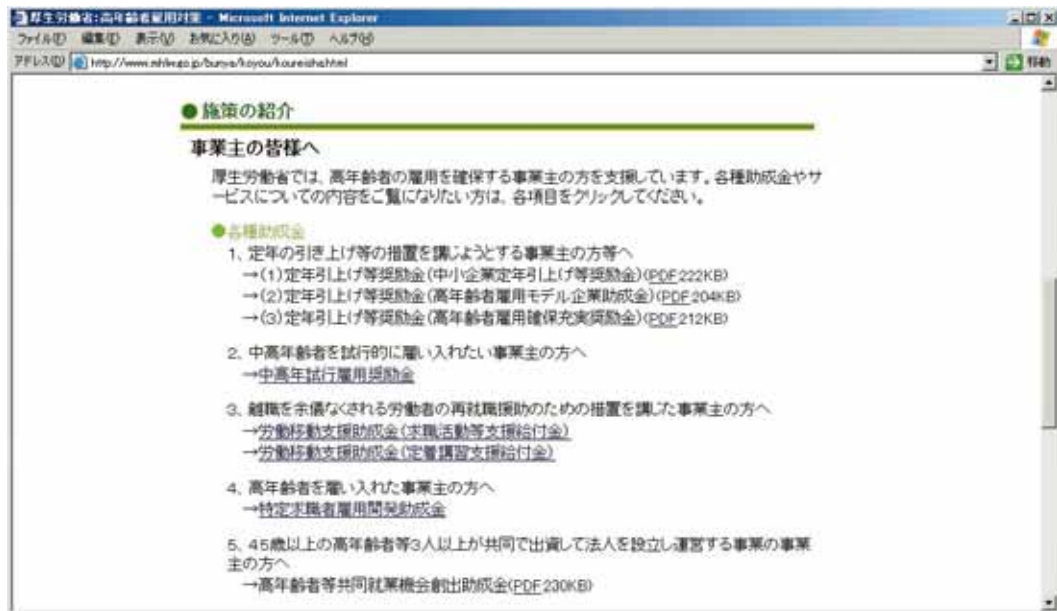 厚生労働省:高年齢者雇用対策 - Microsoft Internet Explorer
ファイル(F) 編集(E) 表示(V) お気に入り(A) ツール(T) ヘルプ(H)
アドレス(D) http://www.mhlw.go.jp/bunya/koyou/koureisha.html 移動
●施策の紹介
事業主の皆様へ
厚生労働省では、高年齢者の雇用を確保する事業主の方を支援しています。各種助成金やサ
ービスについての内容をご覧になりたい方は、各項目をクリックしてください。
●各種助成金
1、定年の引き上げ等の措置を講じようとする事業主の方等へ
→(1)定年引上げ等奨励金(中小企業定年引上げ等奨励金)(PDF:222KB)
→(2)定年引上げ等奨励金(高年齢者雇用モデル企業助成金)(PDF:204KB)
→(3)定年引上げ等奨励金(高年齢者雇用確保充実奨励金)(PDF:212KB)
2、中高年齢者を試行的に雇い入れたい事業主の方へ
→中高年試行雇用奨励金
3、離職を余儀なくされる労働者の再就職援助のための措置を講じた事業主の方へ
→労働移動支援助成金(求職活動等支援給付金)
→労働移動支援助成金(定着講習支援給付金)
4、高年齢者を雇い入れた事業主の方へ
→特定求職者雇用開発助成金
5、45歳以上の高年齢者等3人以上が共同で出資して法人を設立し運営する事業の事業
主の方へ
→高年齢者等共同就業機会創出助成金(PDF:230KB)